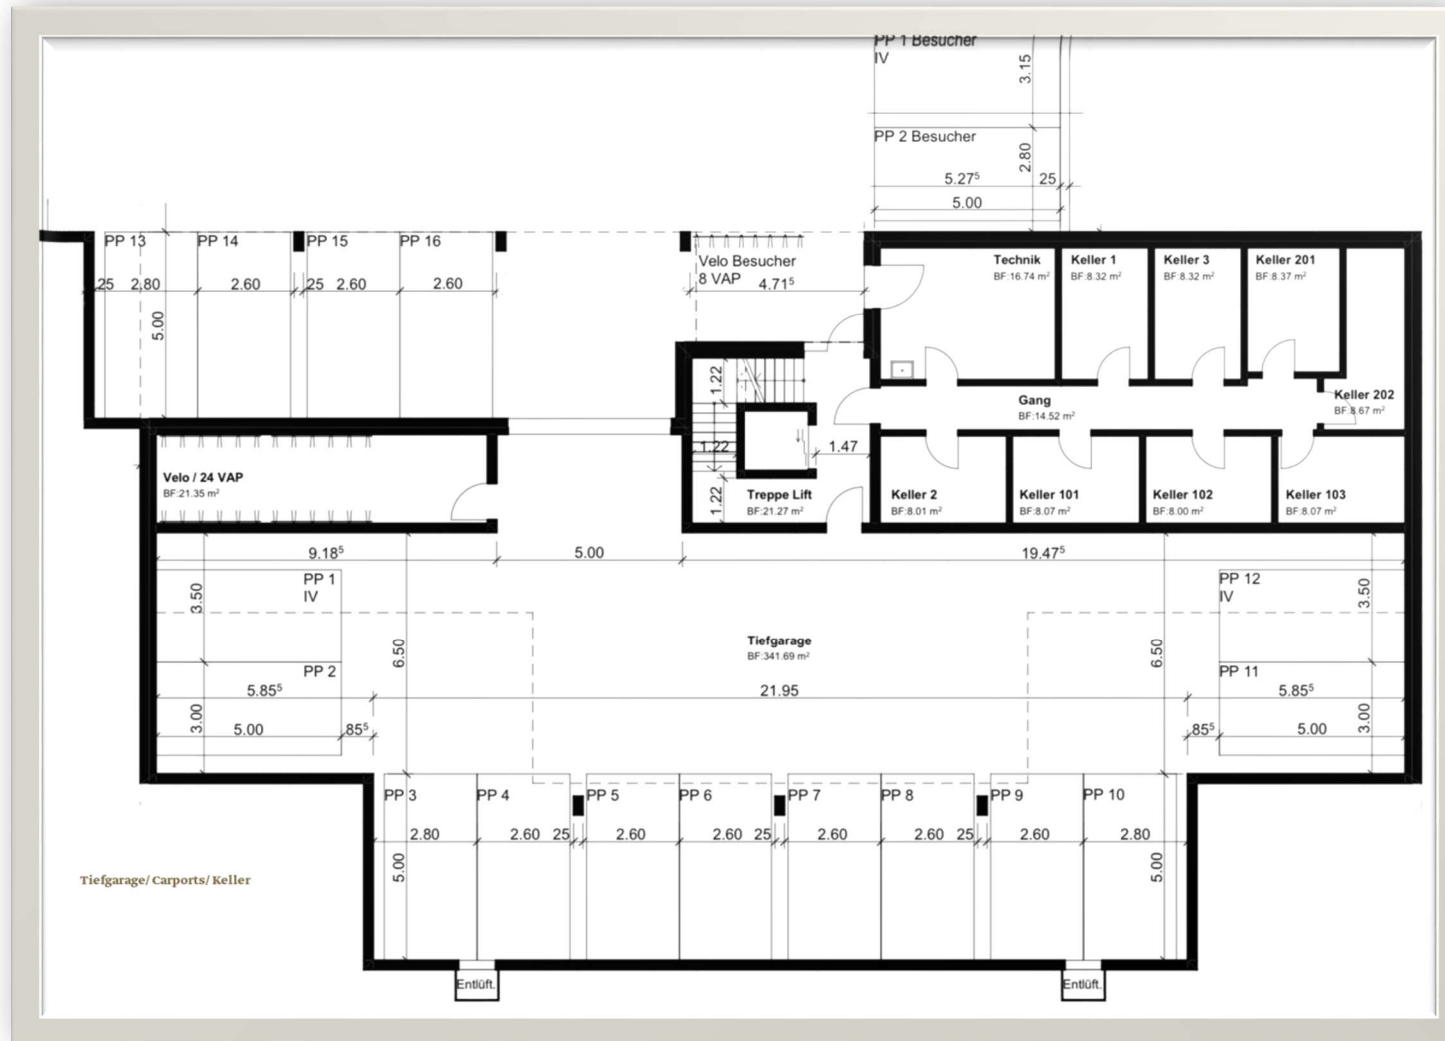 PP 1 Besucher
IV
3.15
PP 2 Besucher
2.80
5.27⁵
25
5.00
PP 13
PP 14
PP 15
PP 16
25
2.80
2.60
25
2.60
2.60
5.00
Velo Besucher
8 VAP
4.71⁵
Technik
BF:16.74 m²
Keller 1
BF:8.32 m²
Keller 3
BF:8.32 m²
Keller 201
BF:8.37 m²
Keller 202
BF:8.67 m²
Gang
BF:14.52 m²
1.22
1.22
1.47
1.22
Treppe Lift
BF:21.27 m²
Velo / 24 VAP
BF:21.35 m²
Keller 2
BF:8.01 m²
Keller 101
BF:8.07 m²
Keller 102
BF:8.00 m²
Keller 103
BF:8.07 m²
9.18⁵
5.00
19.47⁵
PP 1
IV
3.50
6.50
PP 2
5.85⁵
3.00
5.00
85⁵
Tiefgarage
BF:341.69 m²
21.95
PP 12
IV
3.50
6.50
PP 11
5.85⁵
85⁵
5.00
3.00
PP 3
PP 4
PP 5
PP 6
PP 7
PP 8
PP 9
PP 10
2.80
2.60
25
2.60
2.60
25
2.60
2.60
25
2.60
2.80
5.00
5.00
Tiefgarage/ Carports/ Keller
Entlüft.
Entlüft.